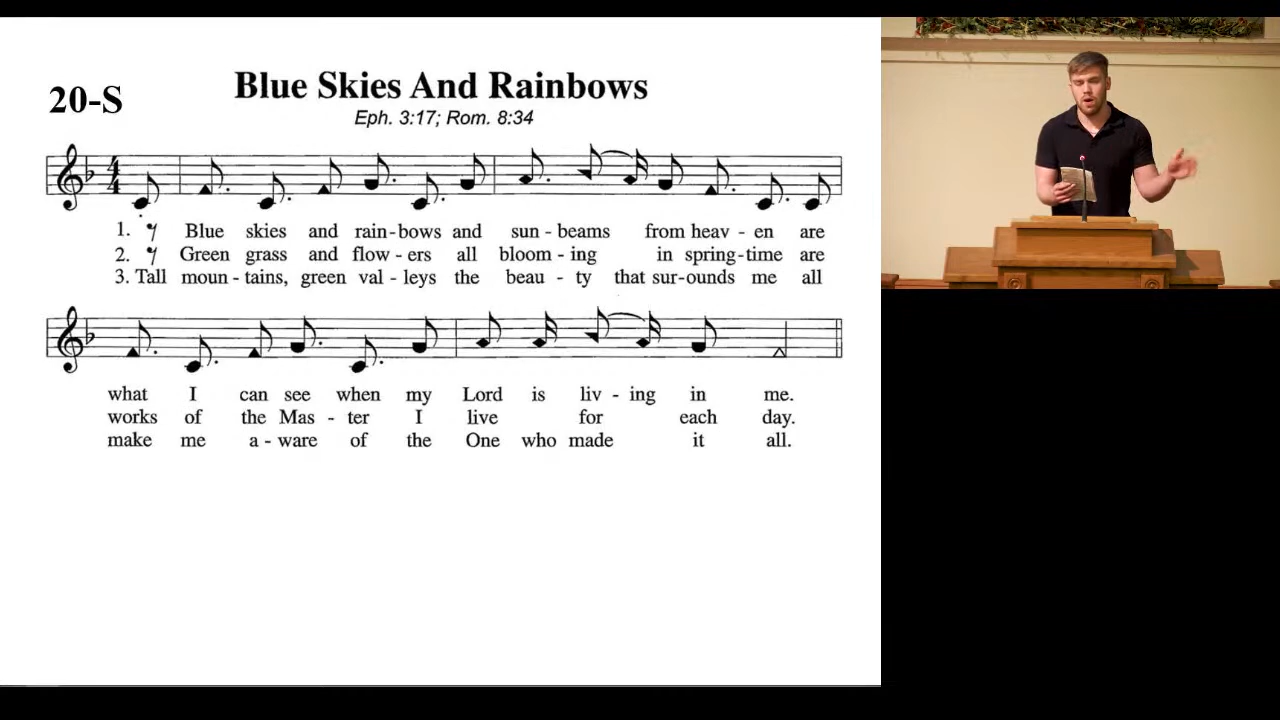 20-S
Blue Skies And Rainbows
Eph. 3:17; Rom. 8:34
1. Blue skies and rain-bows and sun - beams from heav - en are
2. Green grass and flow - ers all bloom - ing in spring-time are
3. Tall moun - tains, green val - leys the beau - ty that sur-ounds me all
what I can see when my Lord is liv - ing in me.
works of the Mas - ter I live for each day.
make me a - ware of the One who made it all.